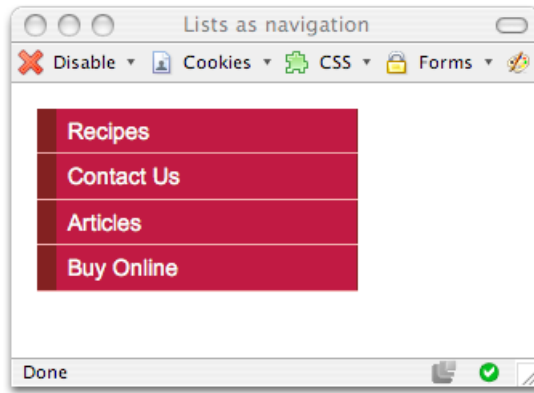 Lists as navigation
Disable Cookies CSS Forms
Recipes
Contact Us
Articles
Buy Online
Done